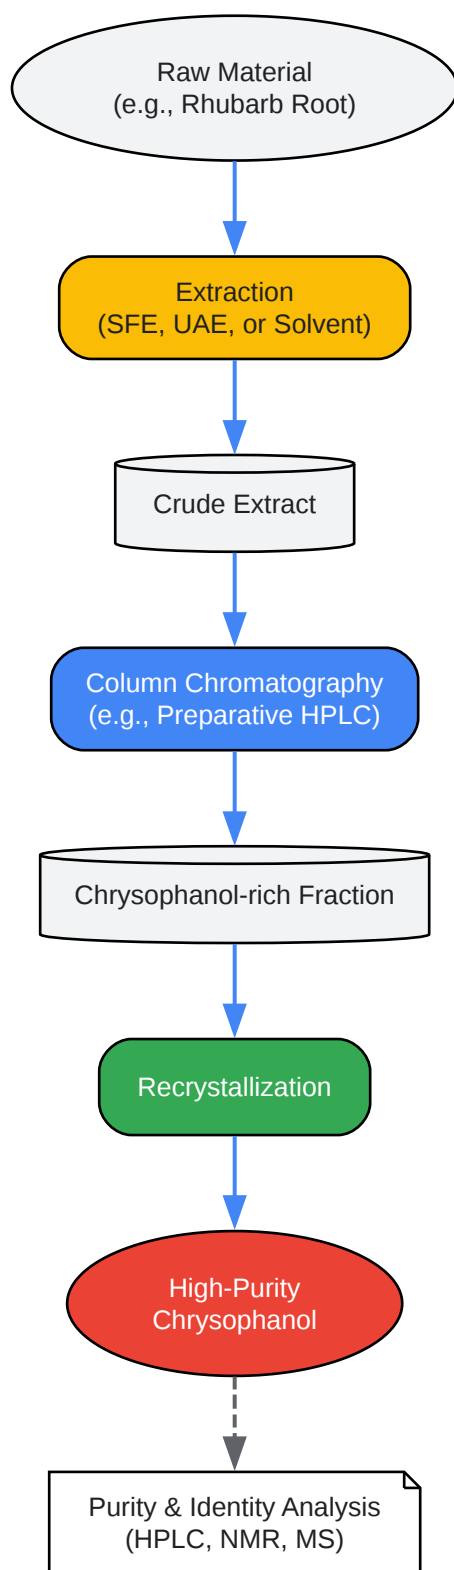 Raw Material
(e.g., Rhubarb Root)
Extraction
(SFE, UAE, or Solvent)
Crude Extract
Column Chromatography
(e.g., Preparative HPLC)
Chrysophanol-rich Fraction
Recrystallization
High-Purity
Chrysophanol
Purity & Identity Analysis
(HPLC, NMR, MS)